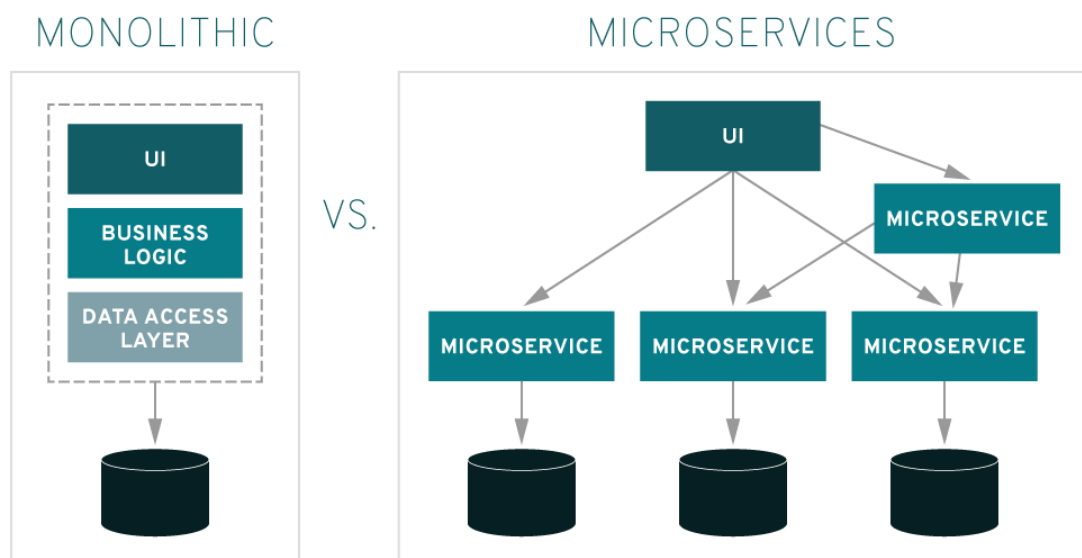 MONOLITHIC
UI
BUSINESS
LOGIC
DATA ACCESS
LAYER
VS.
MICROSERVICES
UI
MICROSERVICE
MICROSERVICE
MICROSERVICE
MICROSERVICE